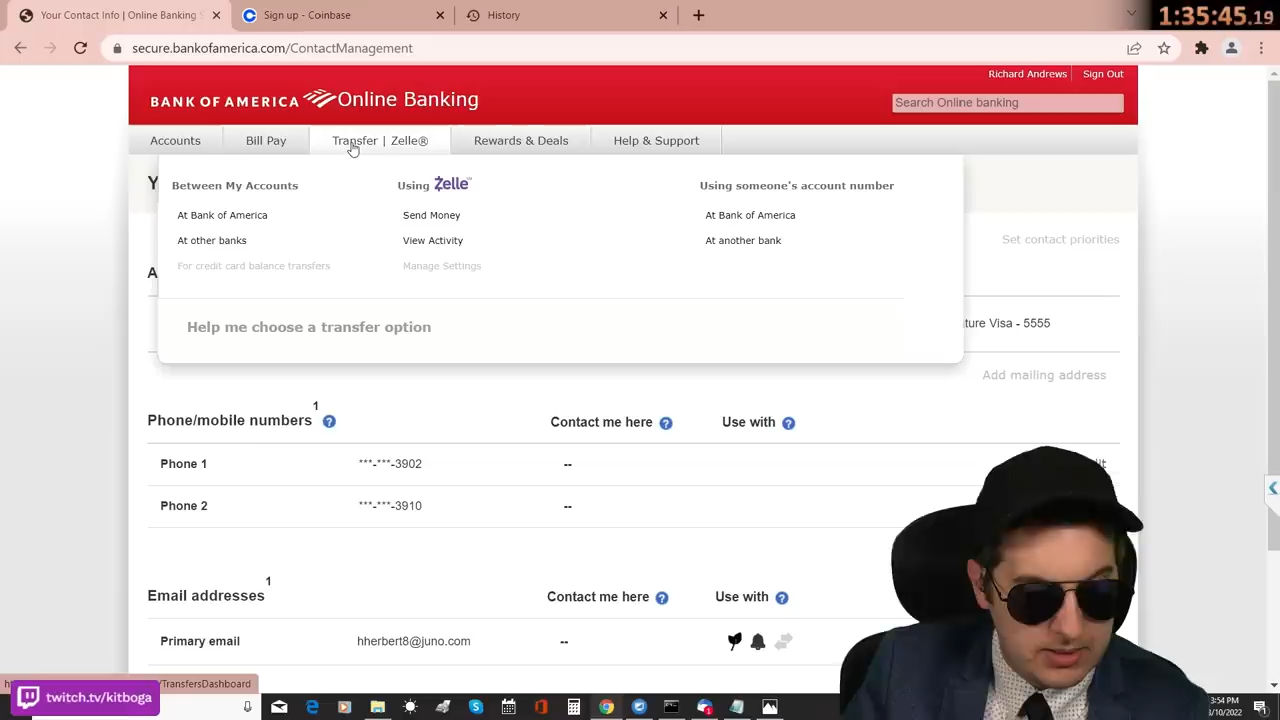 Your Contact Info | Online Banking S
Sign up - Coinbase
History
1:35:45.19
secure.bankofamerica.com/ContactManagement
Richard Andrews
Sign Out
BANK OF AMERICA
Online Banking
Search Online banking
Accounts
Bill Pay
Transfer | Zelle®
Rewards & Deals
Help & Support
Y
Between My Accounts
Using Zelle
Using someone's account number
At Bank of America
Send Money
At Bank of America
At other banks
View Activity
At another bank
Set contact priorities
For credit card balance transfers
Manage Settings
A
Help me choose a transfer option
ture Visa - 5555
Add mailing address
Phone/mobile numbers 1
Contact me here
Use with
Phone 1
***-***-3902
--
Phone 2
***-***-3910
--
Email addresses 1
Contact me here
Use with
Primary email
hherbert8@juno.com
--
/TransfersDashboard
twitch.tv/kitboga
3:54 PM
3/10/2022